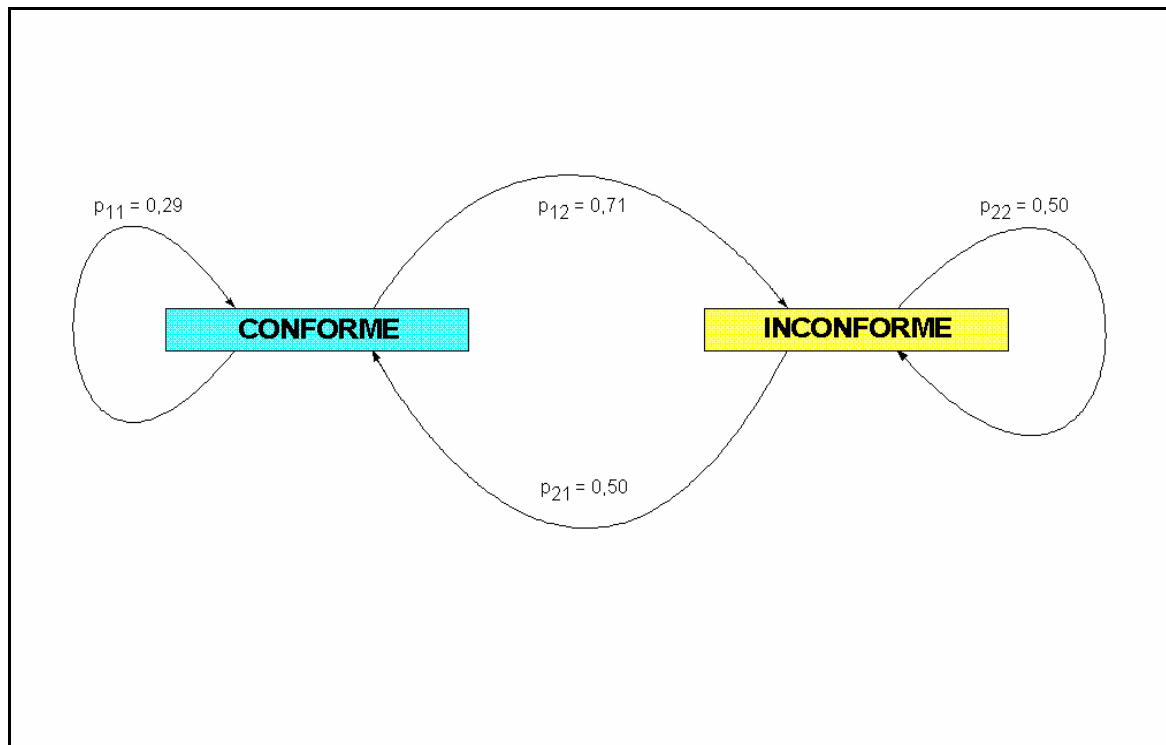 p11 = 0,29
p12 = 0,71
p22 = 0,50
CONFORME
INCONFORME
p21 = 0,50